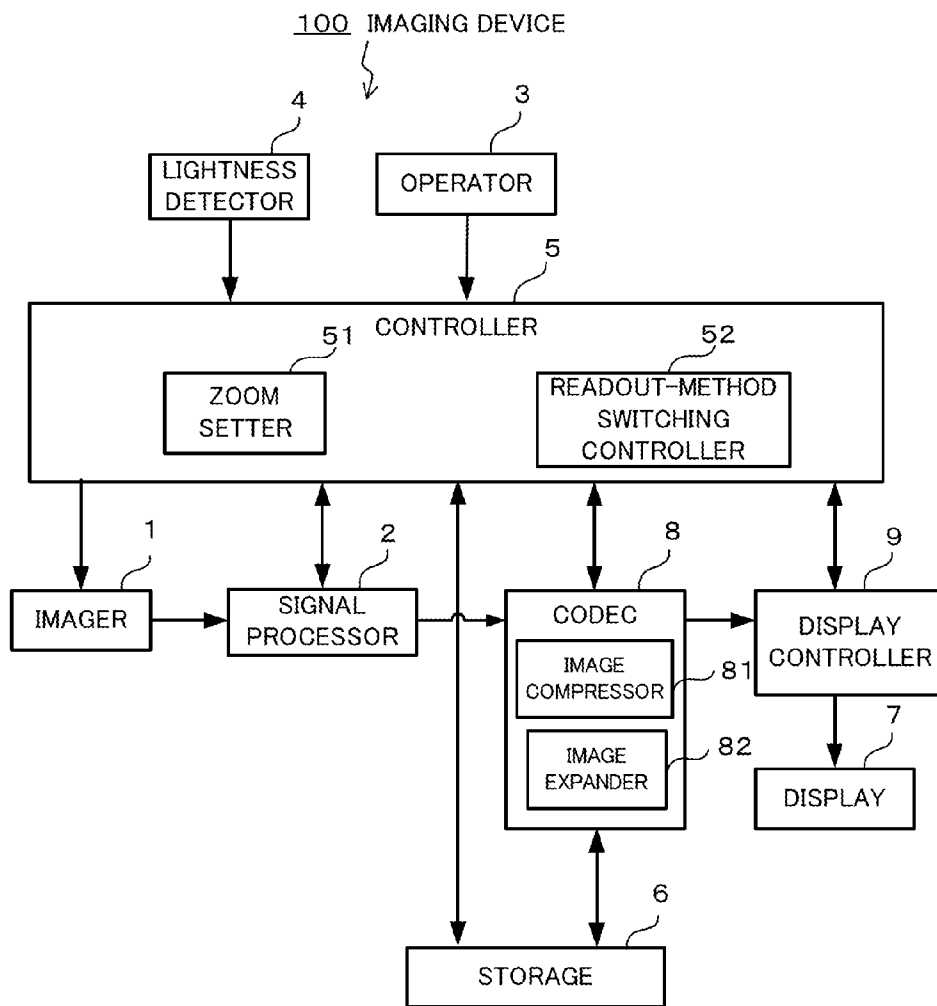 100 IMAGING DEVICE
4
3
LIGHTNESS
DETECTOR
OPERATOR
5
CONTROLLER
51
52
ZOOM
SETTER
READOUT-METHOD
SWITCHING
CONTROLLER
1
2
8
9
IMAGER
SIGNAL
PROCESSOR
CODEC
DISPLAY
CONTROLLER
IMAGE
COMPRESSOR
81
IMAGE
EXPANDER
82
7
DISPLAY
6
STORAGE